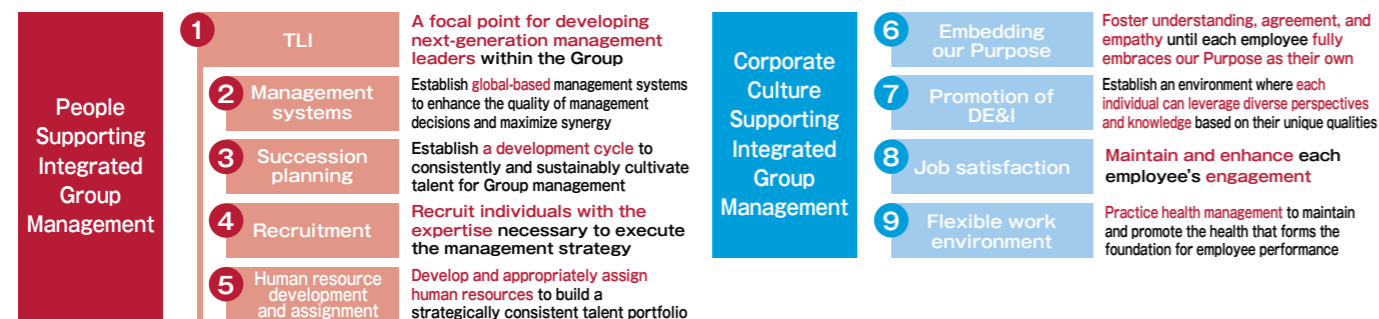 People
Supporting
Integrated
Group
Management
1
TLI
A focal point for developing
next-generation management
leaders within the Group
2
Management
systems
Establish global-based management systems
to enhance the quality of management
decisions and maximize synergy
3
Succession
planning
Establish a development cycle to
consistently and sustainably cultivate
talent for Group management
4
Recruitment
Recruit individuals with the
expertise necessary to execute
the management strategy
5
Human resource
development
and assignment
Develop and appropriately assign
human resources to build a
strategically consistent talent portfolio
Corporate
Culture
Supporting
Integrated
Group
Management
6
Embedding
our Purpose
Foster understanding, agreement, and
empathy until each employee fully
embraces our Purpose as their own
7
Promotion of
DE&I
Establish an environment where each
individual can leverage diverse perspectives
and knowledge based on their unique qualities
8
Job satisfaction
Maintain and enhance each
employee's engagement
9
Flexible work
environment
Practice health management to maintain
and promote the health that forms the
foundation for employee performance